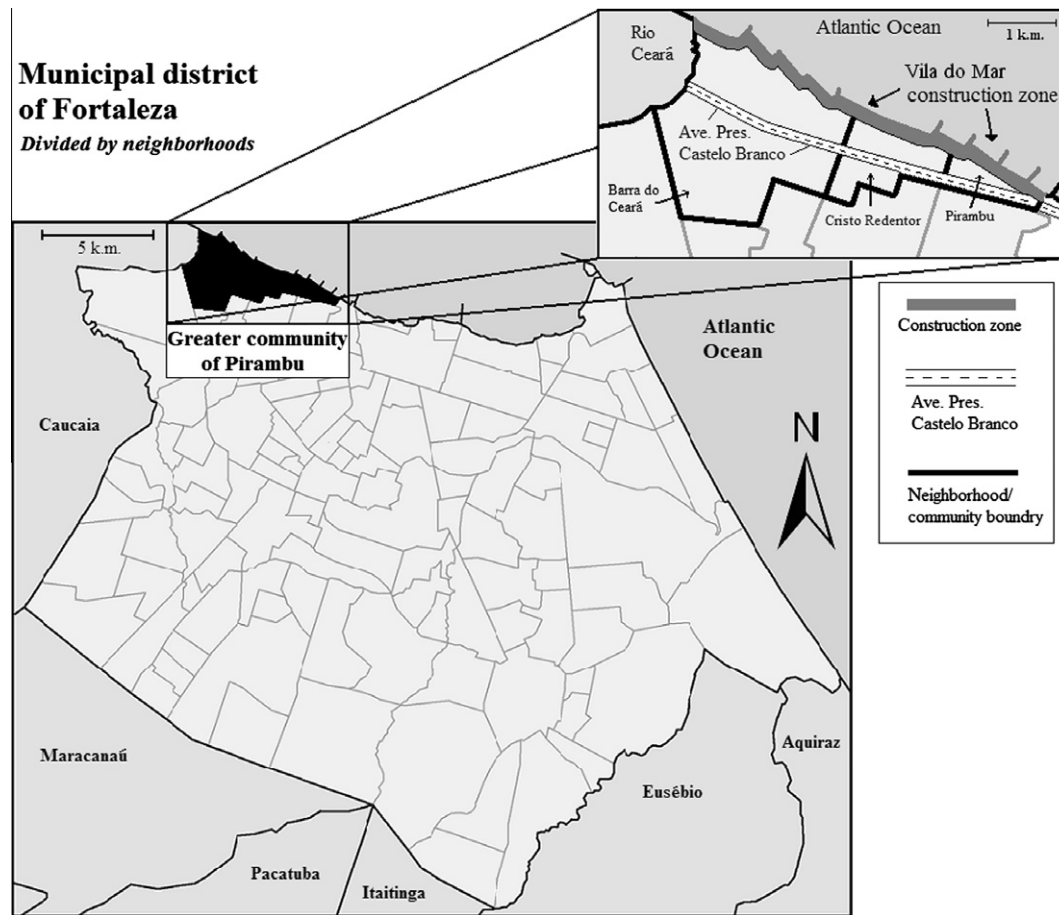 Municipal district
of Fortaleza
Divided by neighborhoods
5 k.m.
Greater community
of Pirambu
Rio
Ceará
Atlantic Ocean
1 k.m.
Vila do Mar
construction zone
Ave. Pres.
Castelo Branco
Barra do
Ceará
Cristo Redentor
Pirambu
Construction zone
Ave. Pres.
Castelo Branco
Neighborhood/
community boundry
Atlantic
Ocean
N
Caucaia
Maracanaú
Pacatuba
Itaitinga
Eusébio
Aquiraz